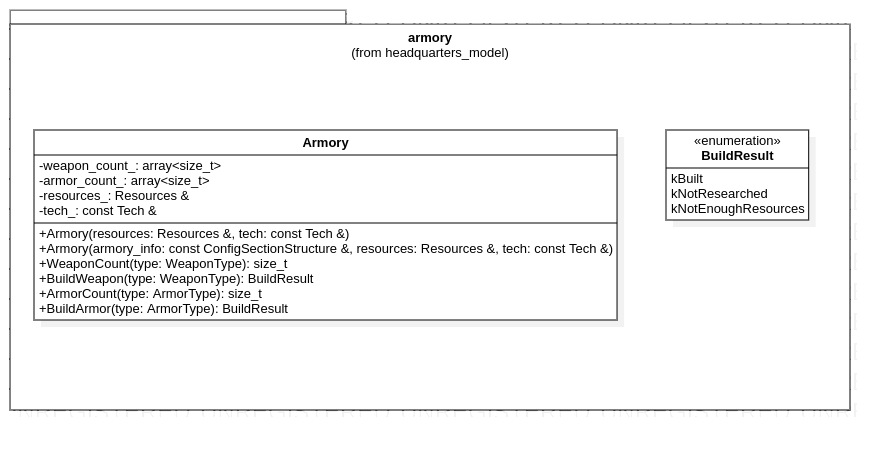 armory
(from headquarters_model)
Armory
-weapon_count_: array<size_t>
-armor_count_: array<size_t>
-resources_: Resources &
-tech_: const Tech &
+Armory(resources: Resources &, tech: const Tech &)
+Armory(armory_info: const ConfigSectionStructure &, resources: Resources &, tech: const Tech &)
+WeaponCount(type: WeaponType): size_t
+BuildWeapon(type: WeaponType): BuildResult
+ArmorCount(type: ArmorType): size_t
+BuildArmor(type: ArmorType): BuildResult
«enumeration»
BuildResult
kBuilt
kNotResearched
kNotEnoughResources